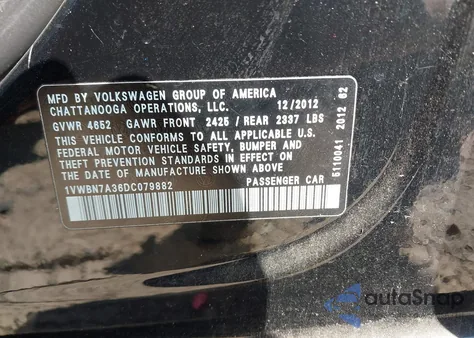 MFD BY VOLKSWAGEN GROUP OF AMERICA
CHATTANOOGA OPERATIONS, LLC. 12/2012
GVWR 4652 GAWR FRONT 2425 / REAR 2337 LBS
THIS VEHICLE CONFORMS TO ALL APPLICABLE U.S.
FEDERAL MOTOR VEHICLE SAFETY, BUMPER AND
THEFT PREVENTION STANDARDS IN EFFECT ON
THE DATE OF MANUFACTURE SHOWN ABOVE
1VWBN7A36DC079882 PASSENGER CAR
5110041 2012 62
autoSnap